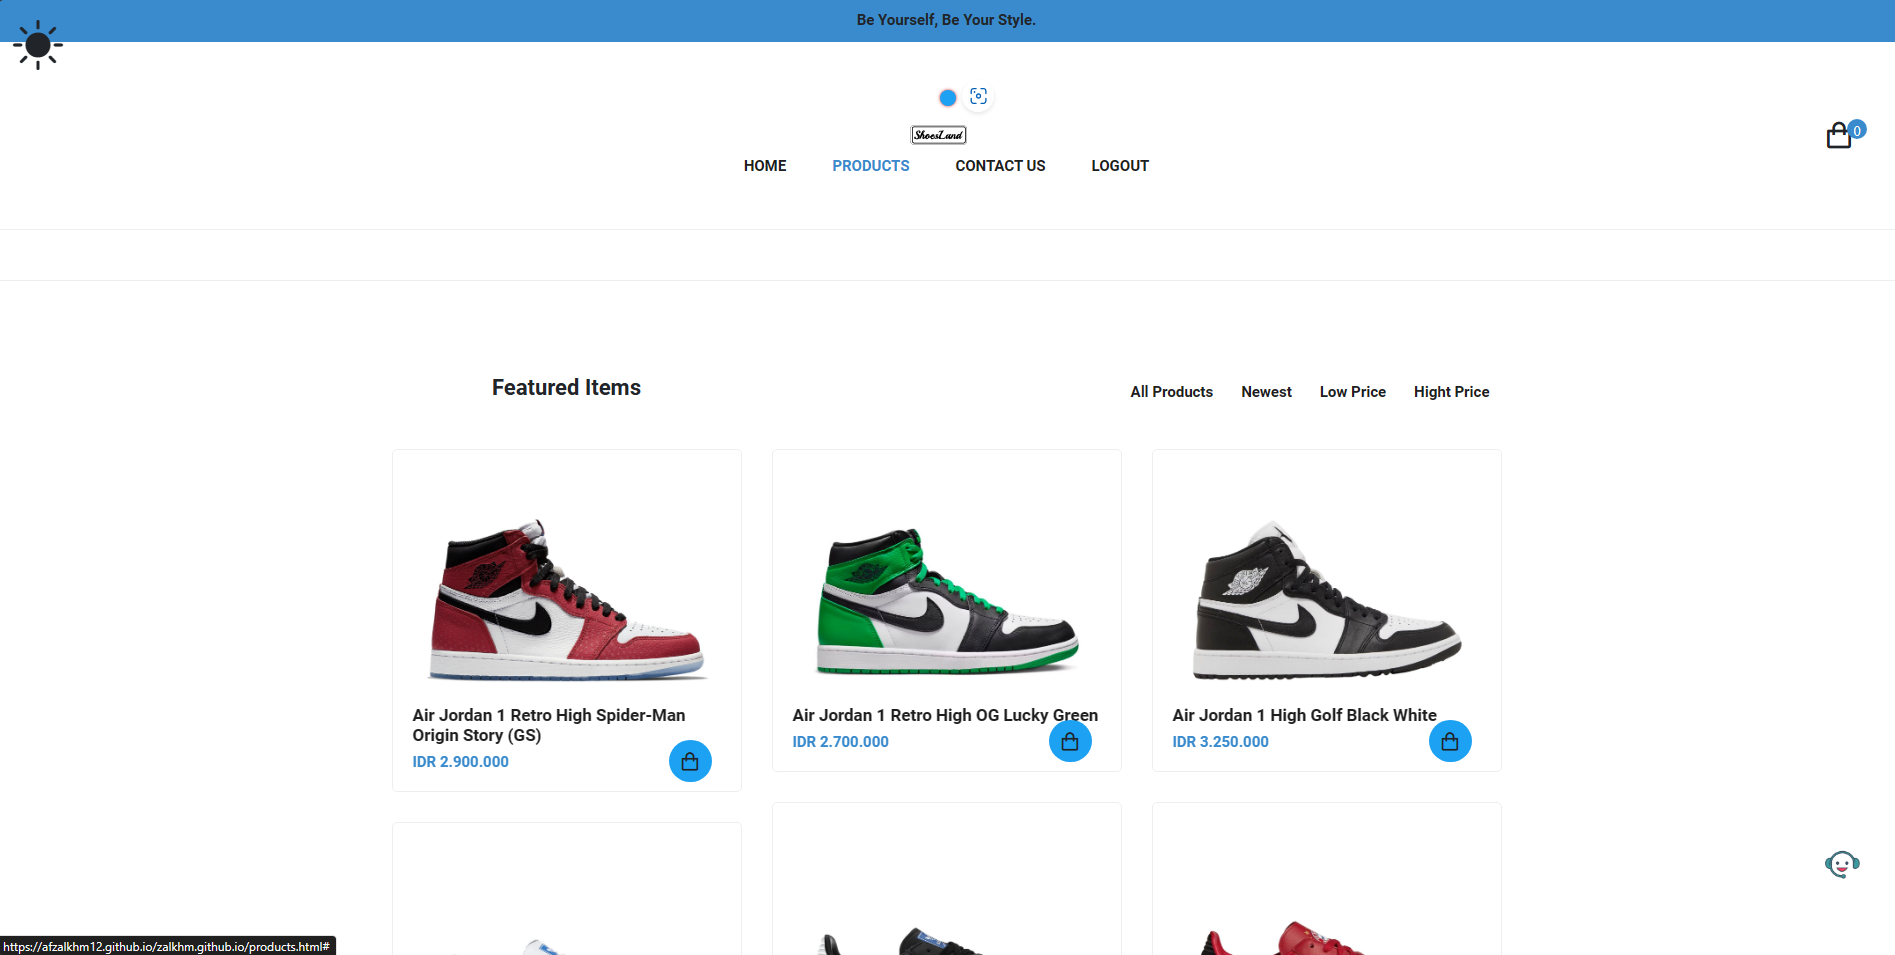 Be Yourself, Be Your Style.
ShoesLand
0
HOME PRODUCTS CONTACT US LOGOUT
Featured Items
All Products Newest Low Price Hight Price
Air Jordan 1 Retro High Spider-Man
Origin Story (GS)
IDR 2.900.000
Air Jordan 1 Retro High OG Lucky Green
IDR 2.700.000
Air Jordan 1 High Golf Black White
IDR 3.250.000
https://afzalkhm12.github.io/zalkhm.github.io/products.html#